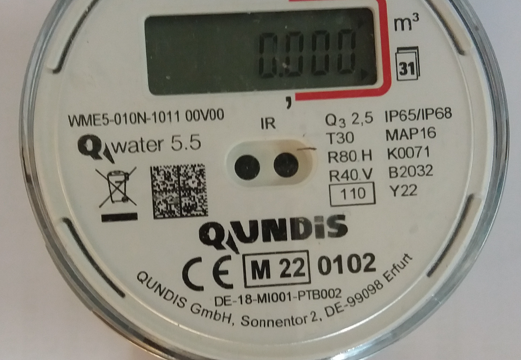 0.000,
m³
31
WME5-010N-1011 00V00
IR
Q water 5.5
Q₃ 2,5 IP65/IP68
T30 MAP16
R80 H K0071
R40 V B2032
110 Y22
QUNDIS
CE M 22 0102
DE-18-MI001-PTB002
QUNDIS GmbH, Sonnentor 2, DE-99098 Erfurt